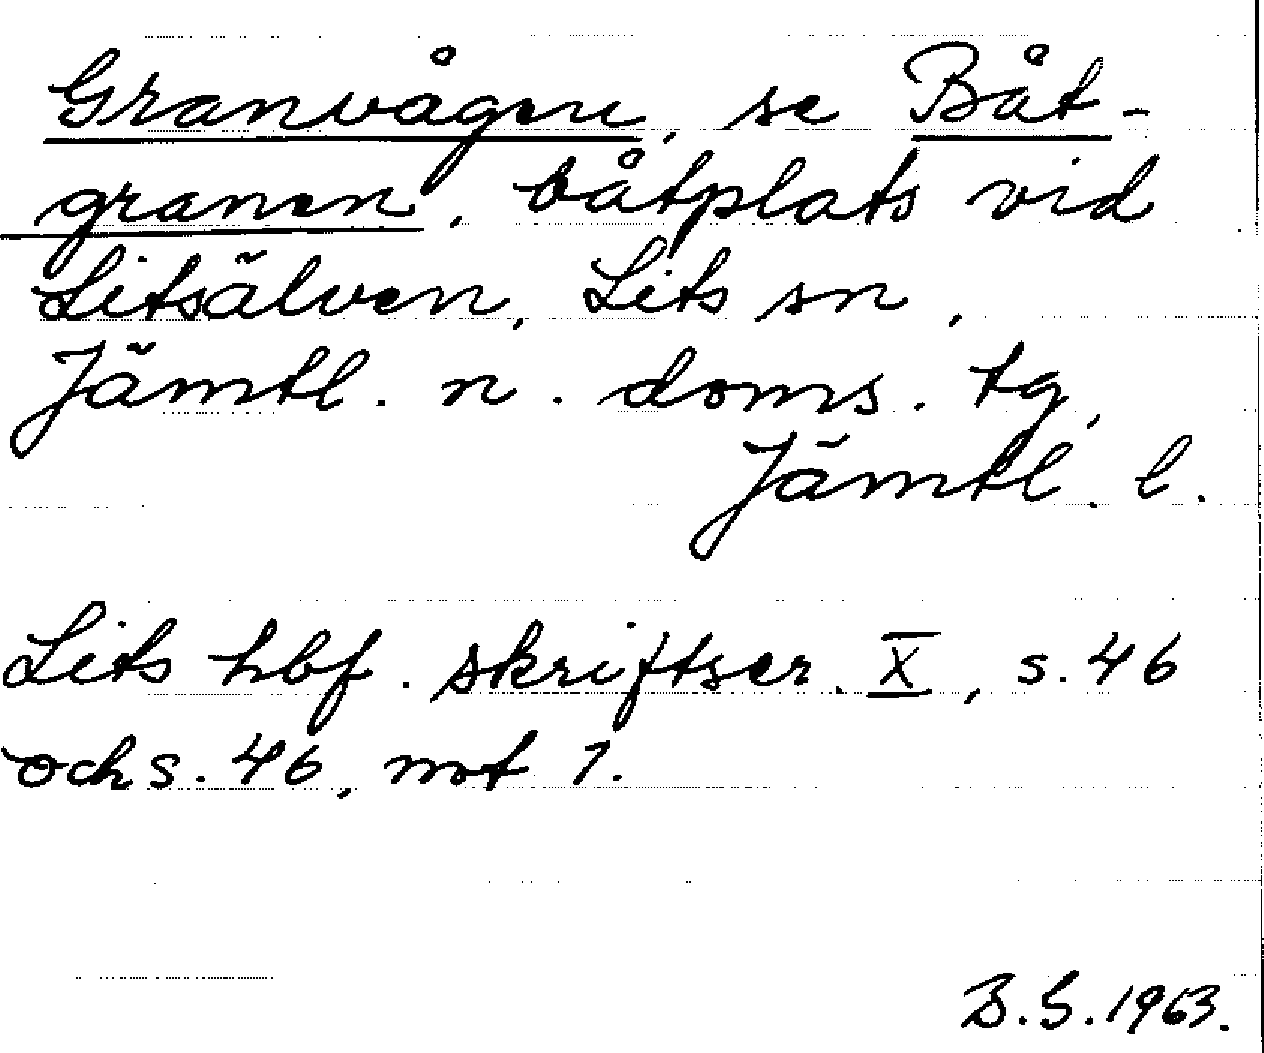 Granvågen, se Båt-
granen, båtplats vid
Litsälven, Lits sn,
Jämtl. n. doms. tg,
Jämtl. l.
Lits hbf. skriftser. X, s. 46
och s. 46, not 1.
B.S. 1963.